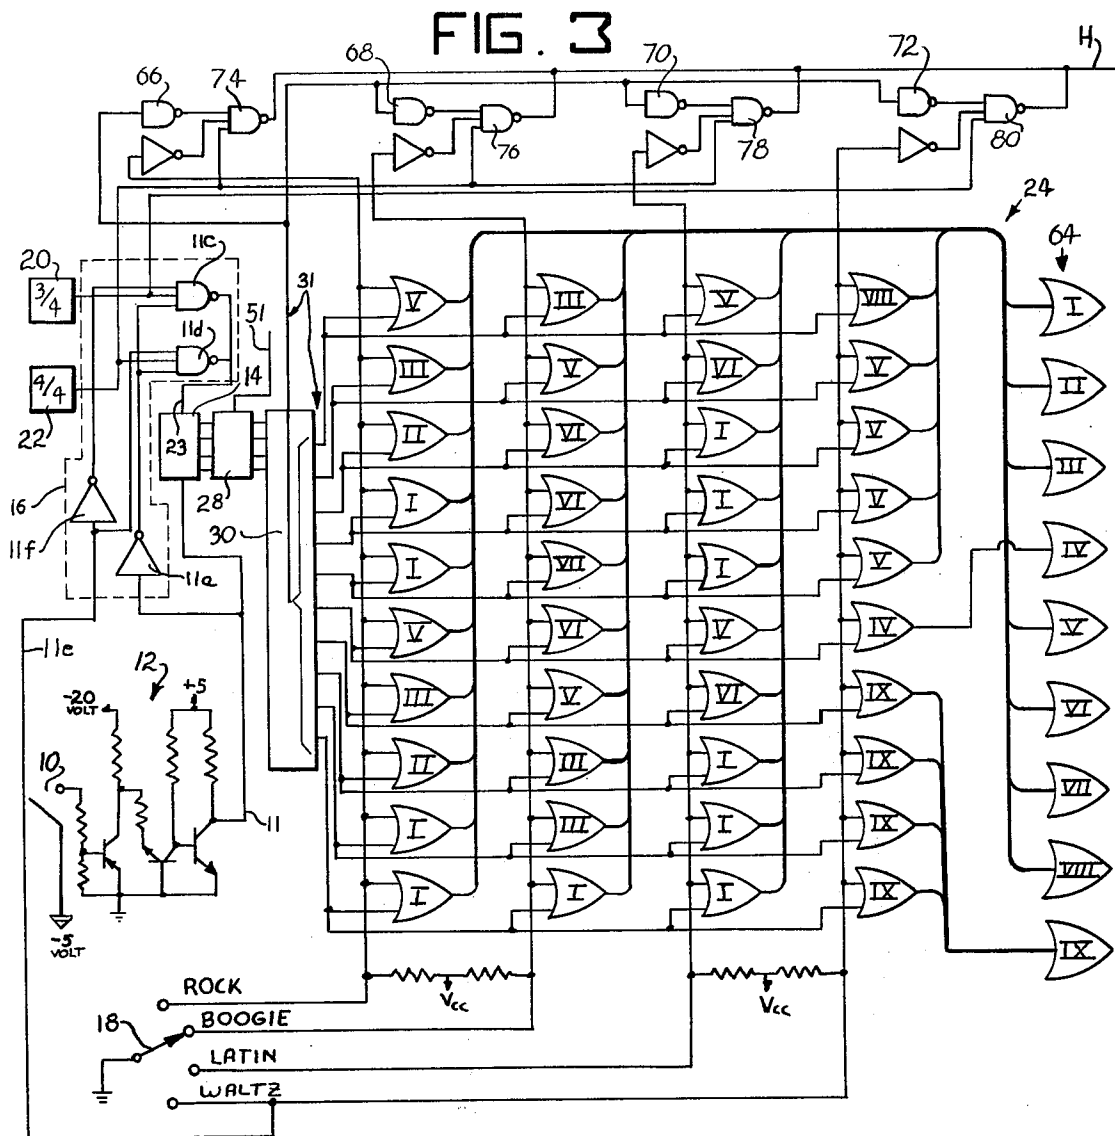 FIG. 3
H
66
74
68
76
70
78
72
80
24
64
20
3/4
11c
51
31
11d
4/4
22
14
23
28
16
11f
30
11a
11e
12
-20
VOLT
+5
10
11
-5
VOLT
V III V VIII I
III V VI V II
II VI I V III
I VI I V IV
I VII I V V
V VI V IV VI
III V VI IX VII
II III I IX VIII
I III I IX IX
I I I IX
Vcc Vcc
ROCK
18
BOOGIE
LATIN
WALTZ